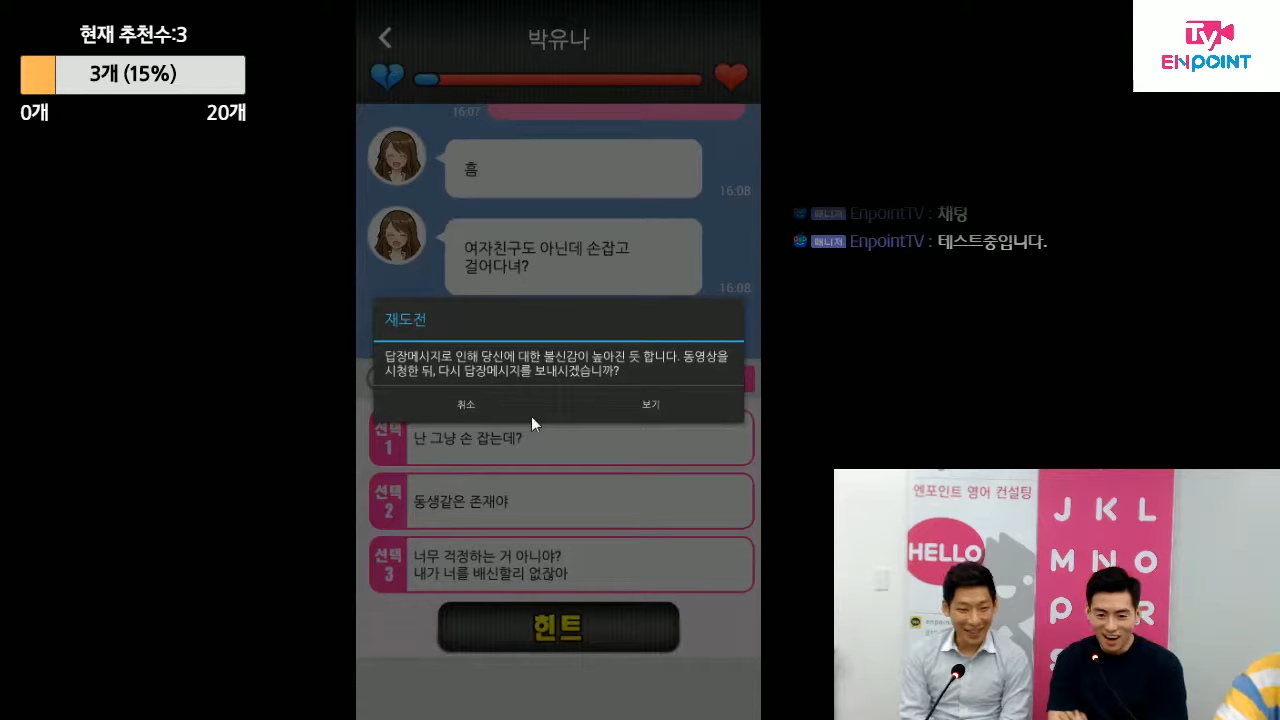 현재 추천수:3
3개 (15%)
0개
20개
박유나
16:07
흠
16:08
여자친구도 아닌데 손잡고
걸어다녀?
16:08
재도전
답장메시지로 인해 당신에 대한 불신감이 높아진 듯 합니다. 동영상을
시청한 뒤, 다시 답장메시지를 보내시겠습니까?
취소
보기
선택
1
난 그냥 손 잡는데?
선택
2
동생같은 존재야
선택
3
너무 걱정하는 거 아니야?
내가 너를 배신할리 없잖아
힌트
TV
ENPOINT
매니저 EnpointTV : 채팅
매니저 EnpointTV : 테스트중입니다.
엔포인트 영어 컨설팅
HELLO
J K L
M N O
P R
S